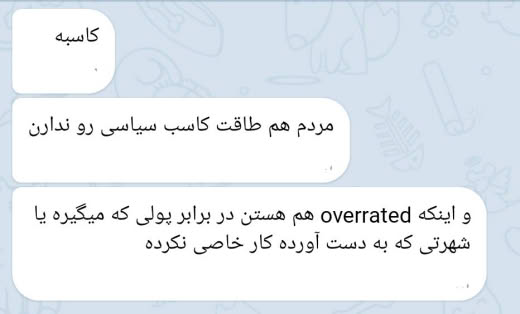 کاسبه
مردم هم طاقت کاسب سیاسی رو ندارن
و اینکه overrated هم هستن در برابر پولی که میگیره یا
شهرتی که به دست آورده کار خاصی نکرده